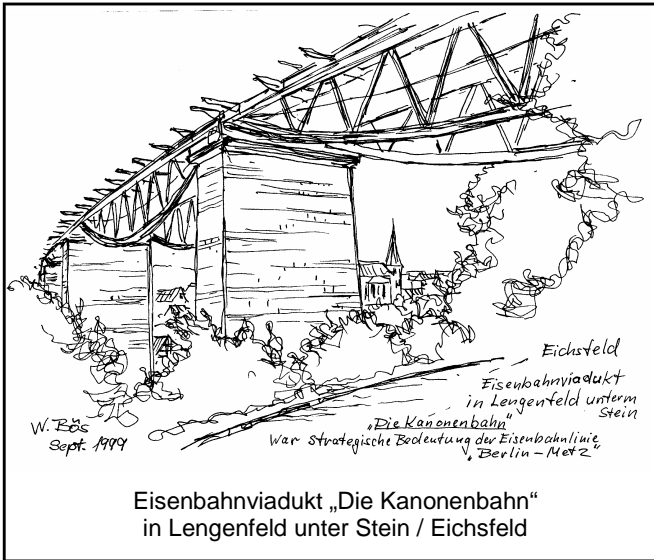 Eichsfeld
Eisenbahnviadukt
in Lengenfeld unterm
Stein
"Die Kanonenbahn"
War strategische Bedeutung der Eisenbahnlinie
"Berlin – Metz"
W. Bös
Sept. 1999
Eisenbahnviadukt „Die Kanonenbahn“
in Lengenfeld unter Stein / Eichsfeld